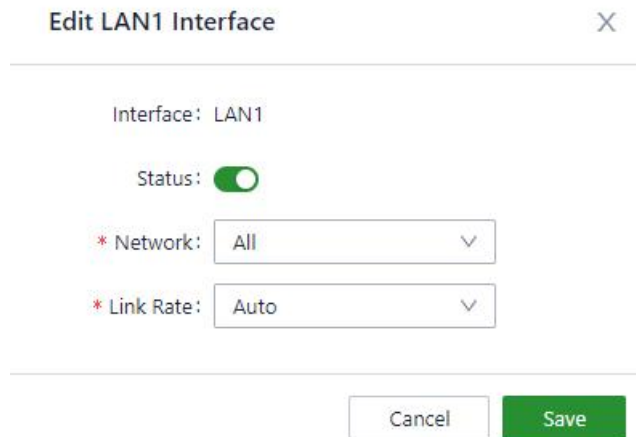 Edit LAN1 Interface
Interface: LAN1
Status:
* Network: All
* Link Rate: Auto
Cancel Save